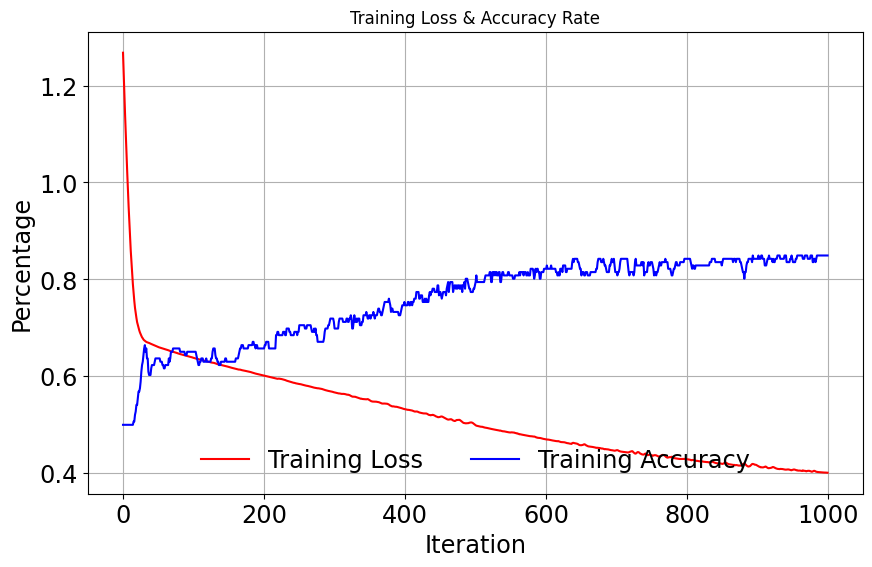 Training Loss & Accuracy Rate
Percentage
1.2
1.0
0.8
0.6
0.4
Training Loss
Training Accuracy
0 200 400 600 800 1000
Iteration